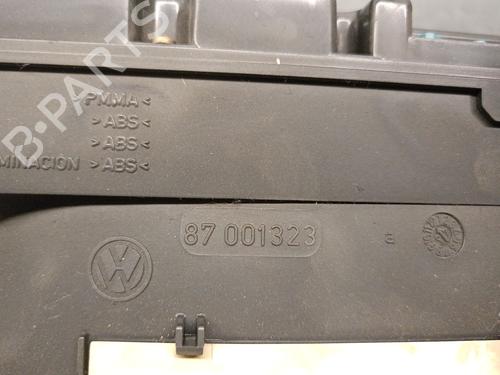 >PMMA<
>ABS<
>ABS<
MINACION >ABS<
87 001323
a
B-PARTS